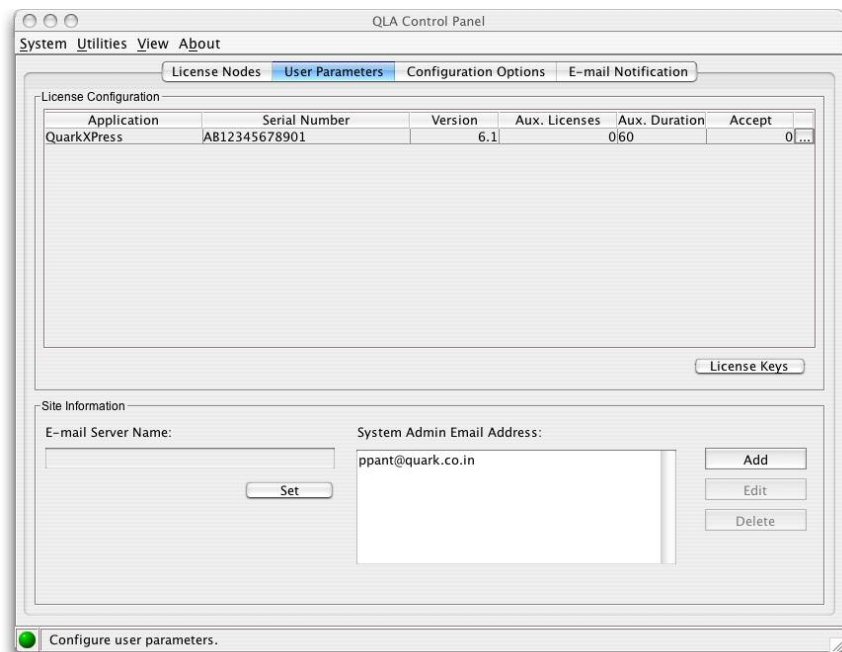 QLA Control Panel
System Utilities View About
License Nodes User Parameters Configuration Options E-mail Notification
License Configuration
Application Serial Number Version Aux. Licenses Aux. Duration Accept
QuarkXPress AB12345678901 6.1 0 60 0 ...
License Keys
Site Information
E-mail Server Name: System Admin Email Address:
ppant@quark.co.in Add
Set Edit
Delete
Configure user parameters.